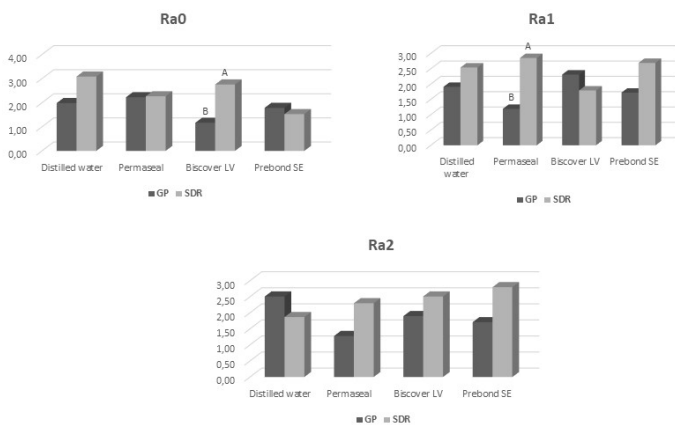 Ra0
4,00
3,00
2,00
1,00
0,00
A
B
Distilled water Permaseal Biscover LV Prebond SE
GP SDR
Ra1
3,00
2,50
2,00
1,50
1,00
0,50
0,00
A
B
Distilled Permaseal Biscover LV Prebond SE
water
GP SDR
Ra2
3,00
2,50
2,00
1,50
1,00
0,50
0,00
Distilled water Permaseal Biscover LV Prebond SE
GP SDR